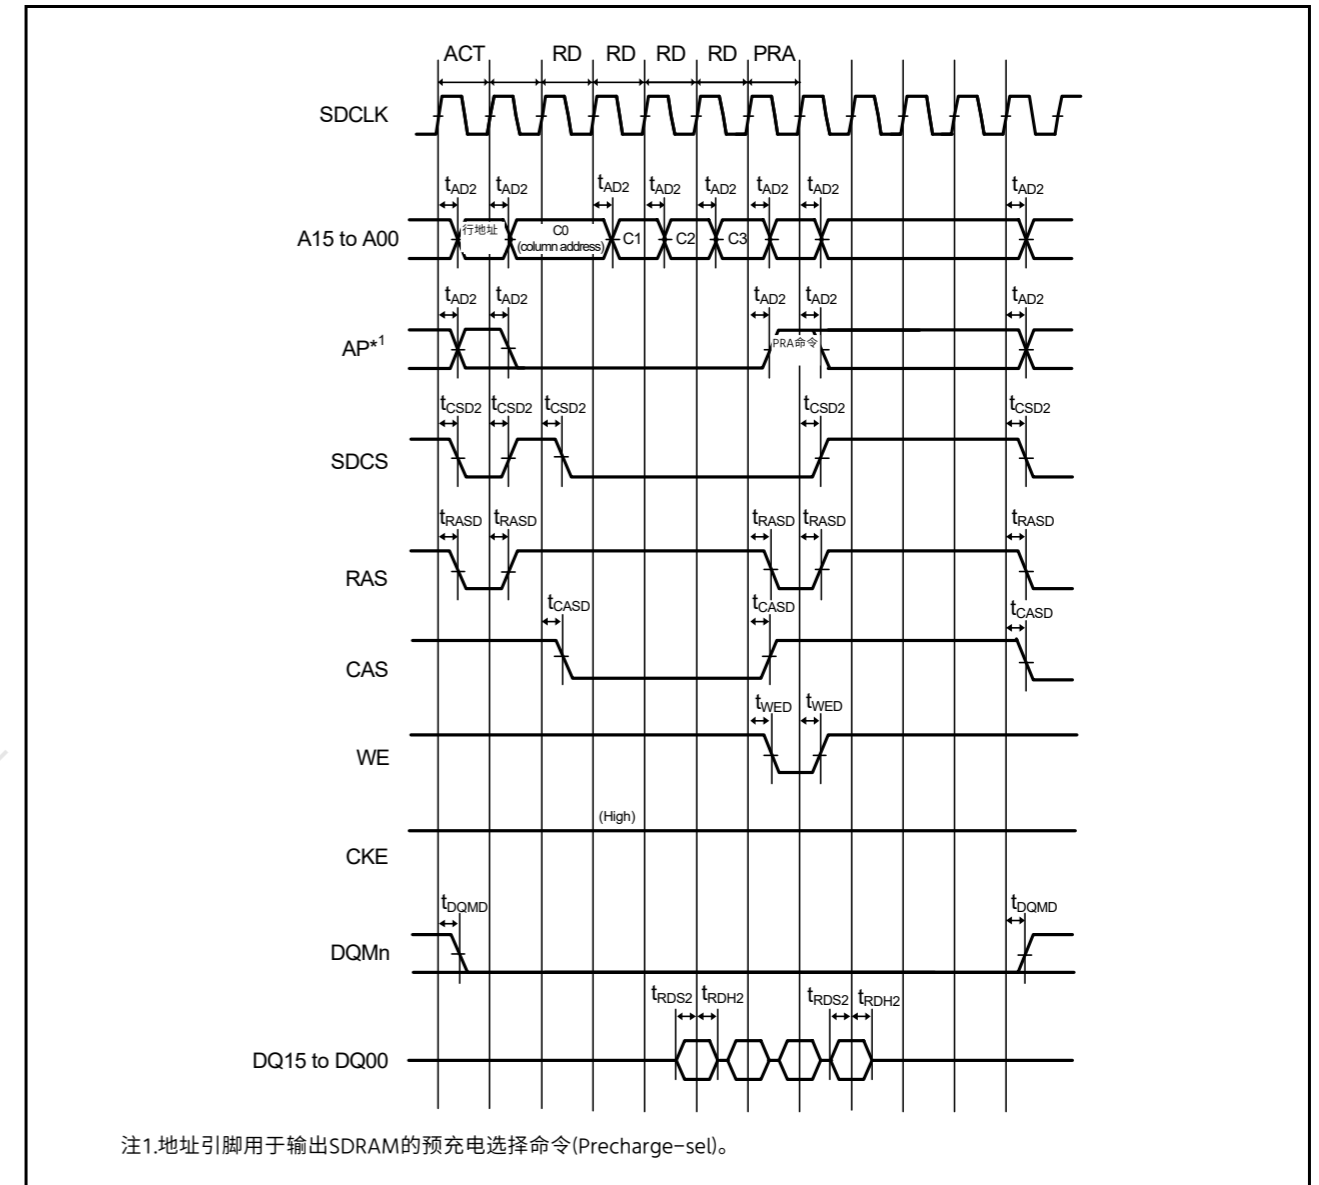 ACT RD RD RD RD PRA
SDCLK
tAD2 tAD2 tAD2 tAD2 tAD2 tAD2 tAD2 tAD2
A15 to A00 行地址 C0 (column address) C1 C2 C3
tAD2 tAD2 tAD2 tAD2 tAD2
AP*1 PRA命令
tCSD2 tCSD2 tCSD2 tCSD2 tCSD2
SDCS
tRASD tRASD tRASD tRASD tRASD
RAS
tCASD tCASD tCASD
CAS
tWED tWED
WE
(High)
CKE
tDQMD tDQMD
DQMn
tRDS2 tRDH2 tRDS2 tRDH2
DQ15 to DQ00
注1.地址引脚用于输出SDRAM的预充电选择命令(Precharge-sel)。